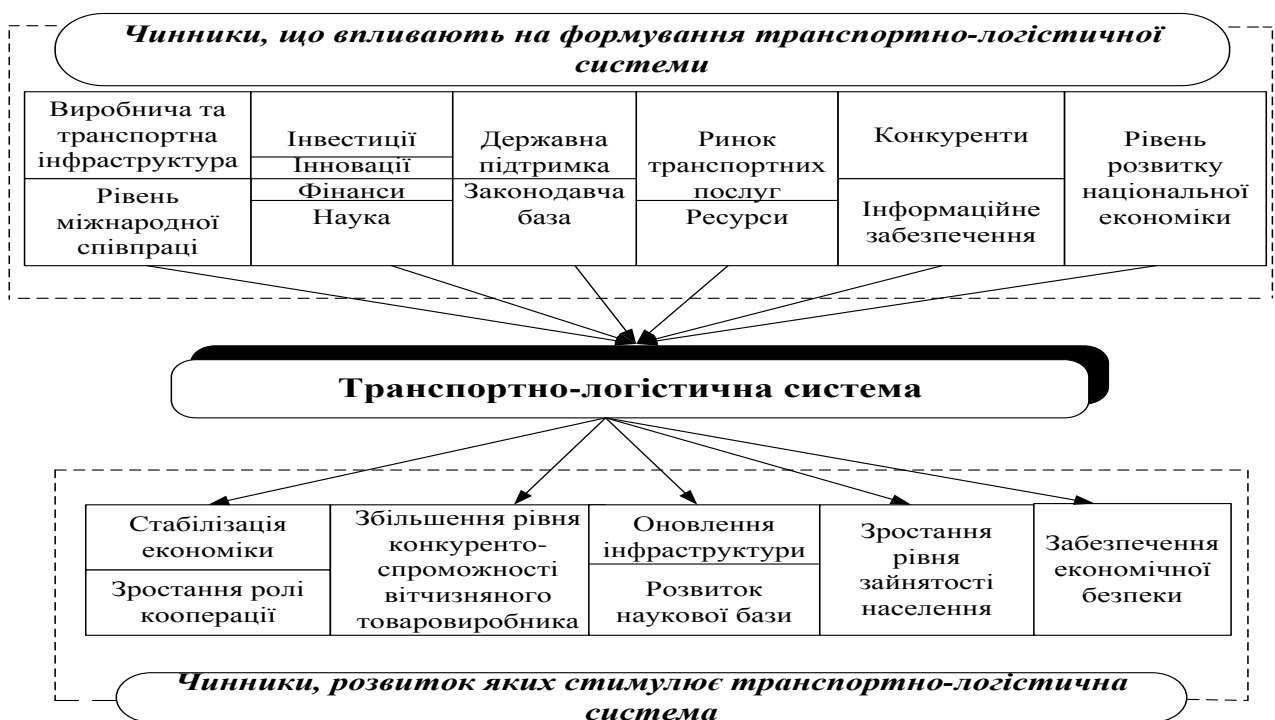 Чинники, що впливають на формування транспортно-логістичної
системи
Виробнича та
транспортна
інфраструктура
Рівень
міжнародної
співпраці
Інвестиції
Інновації
Фінанси
Наука
Державна
підтримка
Законодавча
база
Ринок
транспортних
послуг
Ресурси
Конкуренти
Інформаційне
забезпечення
Рівень
розвитку
національної
економіки
Транспортно-логістична система
Стабілізація
економіки
Зростання ролі
кооперації
Збільшення рівня
конкуренто-
спроможності
вітчизняного
товаровиробника
Оновлення
інфраструктури
Розвиток
наукової бази
Зростання
рівня
зайнятості
населення
Забезпечення
економічної
безпеки
Чинники, розвиток яких стимулює транспортно-логістична
система